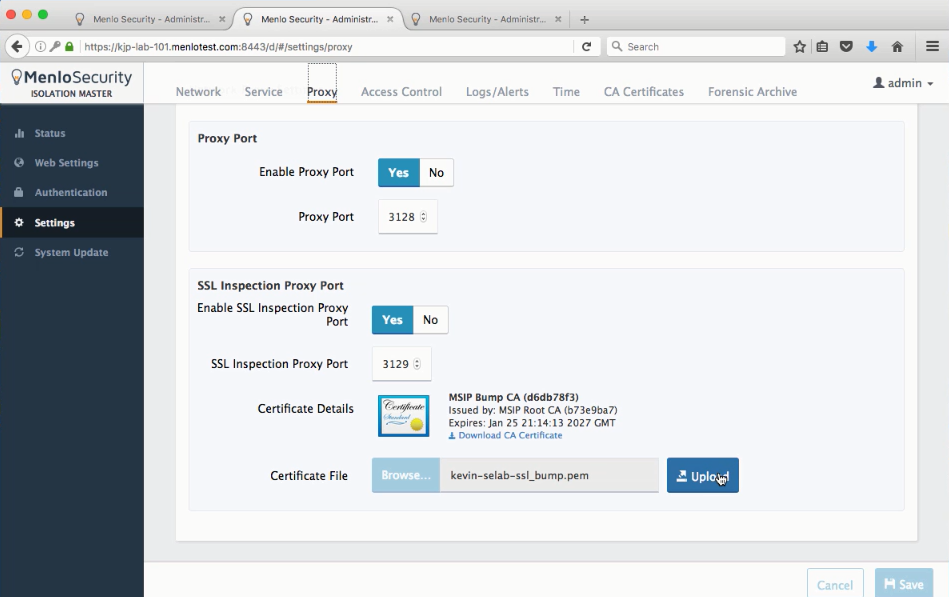 Menlo Security - Administr...
Menlo Security - Administr...
Menlo Security - Administr...
https://kjp-lab-101.menlotest.com:8443/d/#/settings/proxy
Search
MenloSecurity
ISOLATION MASTER
Network Service Proxy Access Control Logs/Alerts Time CA Certificates Forensic Archive
admin
Status
Web Settings
Authentication
Settings
System Update
Proxy Port
Enable Proxy Port Yes No
Proxy Port 3128
SSL Inspection Proxy Port
Enable SSL Inspection Proxy
Port
Yes No
SSL Inspection Proxy Port 3129
Certificate Details
Certificate
Standard
MSIP Bump CA (d6db78f3)
Issued by: MSIP Root CA (b73e9ba7)
Expires: Jan 25 21:14:13 2027 GMT
Download CA Certificate
Certificate File Browse... kevin-selab-ssl_bump.pem Upload
Cancel Save